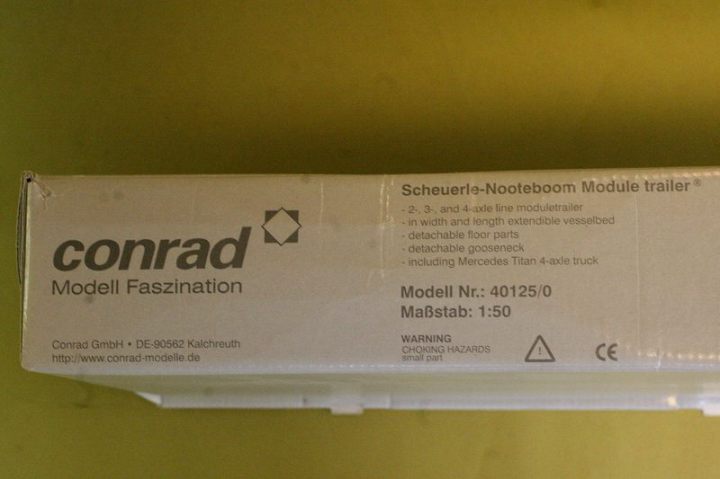 conrad
Modell Faszination
Conrad GmbH • DE-90562 Kalchreuth
http://www.conrad-modelle.de
Scheuerle-Nooteboom Module trailer®
- 2-, 3-, and 4-axle line moduletrailer
- in width and length extendible vesselbed
- detachable floor parts
- detachable gooseneck
- including Mercedes Titan 4-axle truck
Modell Nr.: 40125/0
Maßstab: 1:50
WARNING
CHOKING HAZARDS
small part
CE